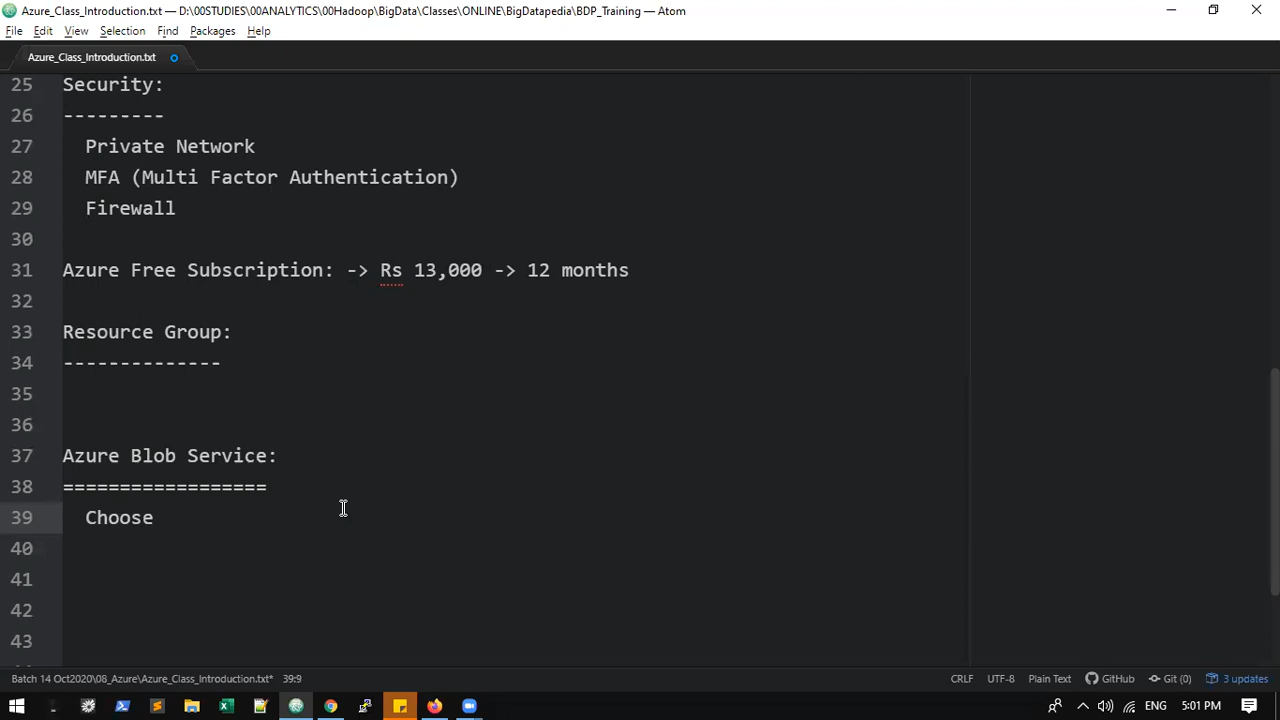 Azure_Class_Introduction.txt — D:\00STUDIES\00ANALYTICS\00Hadoop\BigData\Classes\ONLINE\BigDatapedia\BDP_Training — Atom
File Edit View Selection Find Packages Help
Azure_Class_Introduction.txt
25 Security:
26 ---------
27 Private Network
28 MFA (Multi Factor Authentication)
29 Firewall
30
31 Azure Free Subscription: -> Rs 13,000 -> 12 months
32
33 Resource Group:
34 --------------
35
36
37 Azure Blob Service:
38 ==================
39 Choose
40
41
42
43
Batch 14 Oct2020\08_Azure\Azure_Class_Introduction.txt* 39:9 CRLF UTF-8 Plain Text GitHub Git (0) 3 updates
5:01 PM